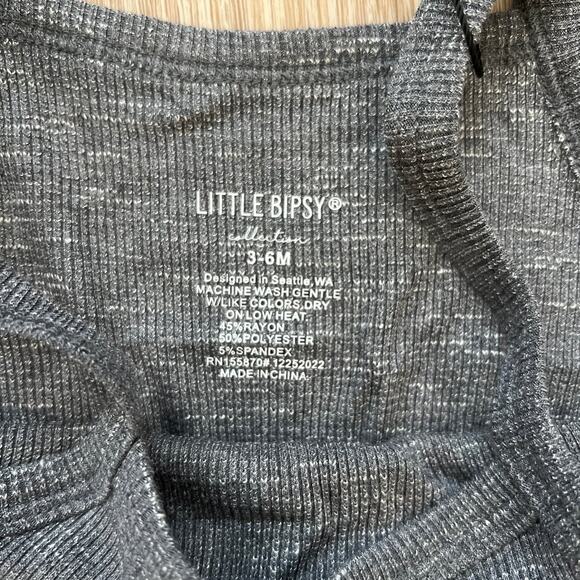 LITTLE BIPSY®
collection
3-6M
Designed in Seattle,WA
MACHINE WASH GENTLE
W/LIKE COLORS,DRY
ON LOW HEAT.
45%RAYON
50%POLYESTER
5%SPANDEX
RN155870#.12252022
MADE·IN·CHINA.